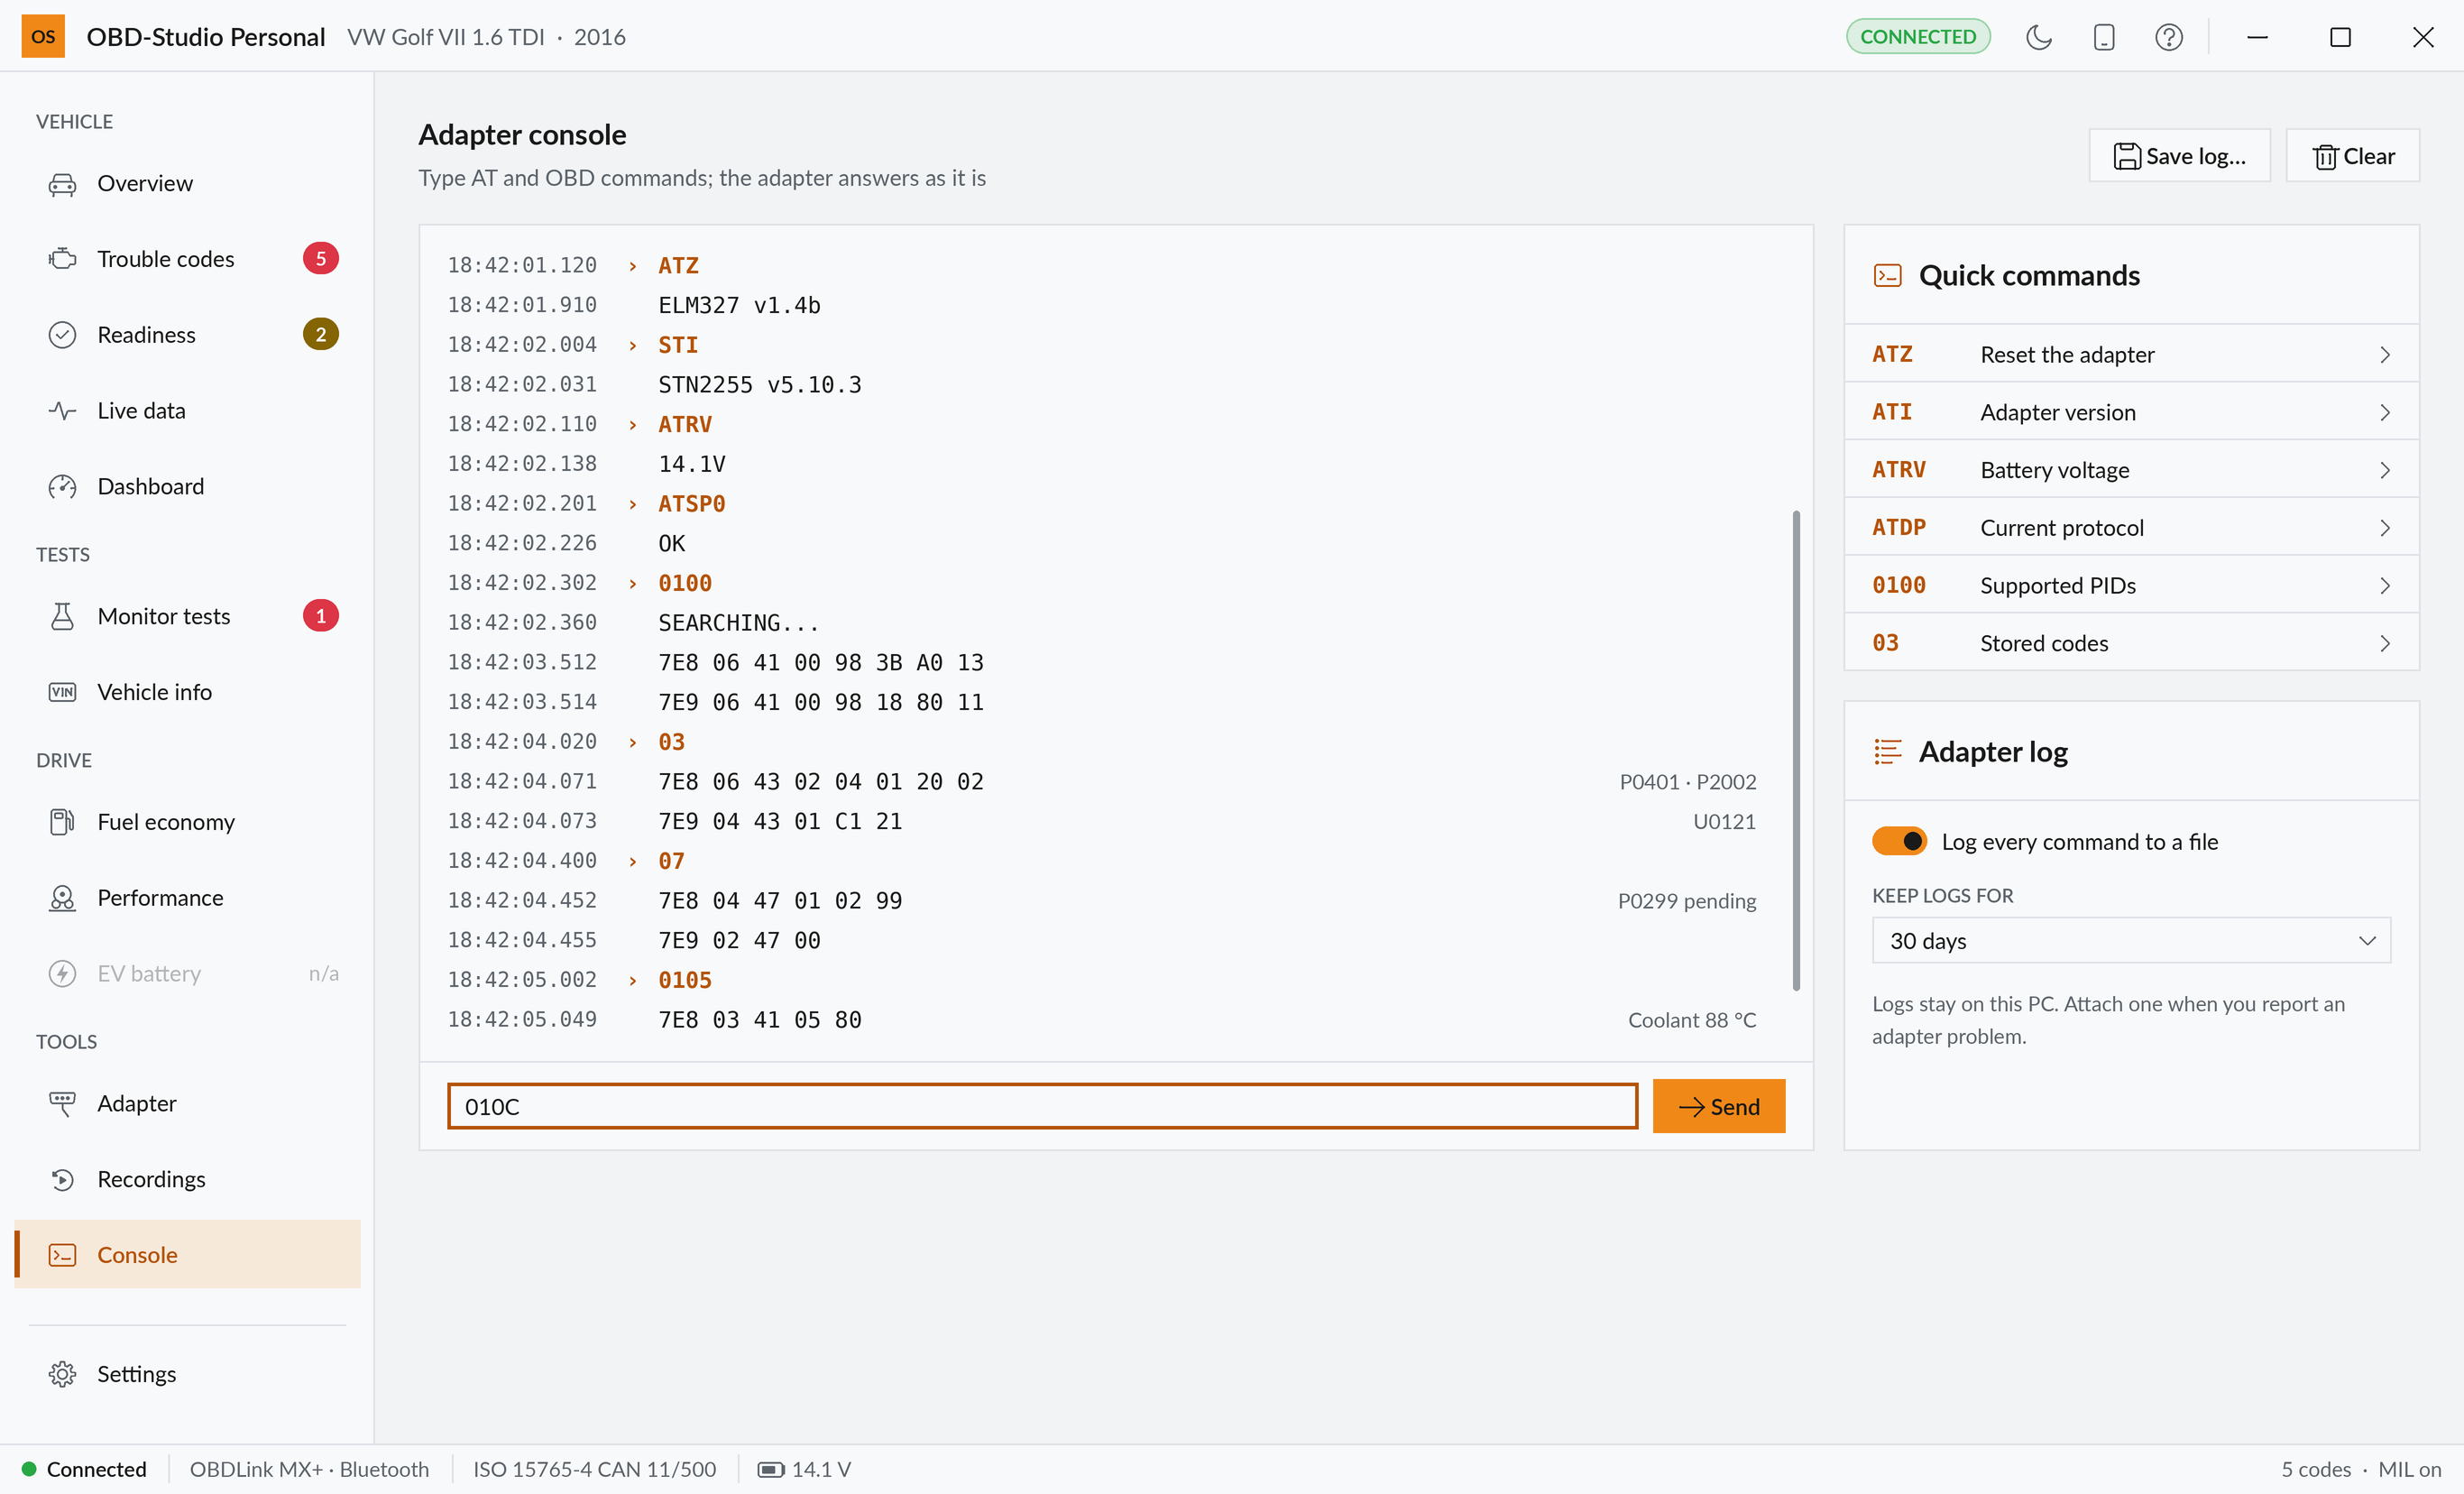 OS OBD-Studio Personal VW Golf VII 1.6 TDI · 2016 CONNECTED
VEHICLE
Overview
Trouble codes 5
Readiness 2
Live data
Dashboard
TESTS
Monitor tests 1
Vehicle info
DRIVE
Fuel economy
Performance
EV battery n/a
TOOLS
Adapter
Recordings
Console
Settings
Adapter console
Type AT and OBD commands; the adapter answers as it is
Save log...
Clear
18:42:01.120 › ATZ
18:42:01.910 ELM327 v1.4b
18:42:02.004 › STI
18:42:02.031 STN2255 v5.10.3
18:42:02.110 › ATRV
18:42:02.138 14.1V
18:42:02.201 › ATSP0
18:42:02.226 OK
18:42:02.302 › 0100
18:42:02.360 SEARCHING...
18:42:03.512 7E8 06 41 00 98 3B A0 13
18:42:03.514 7E9 06 41 00 98 18 80 11
18:42:04.020 › 03
18:42:04.071 7E8 06 43 02 04 01 20 02 P0401 · P2002
18:42:04.073 7E9 04 43 01 C1 21 U0121
18:42:04.400 › 07
18:42:04.452 7E8 04 47 01 02 99 P0299 pending
18:42:04.455 7E9 02 47 00
18:42:05.002 › 0105
18:42:05.049 7E8 03 41 05 80 Coolant 88 °C
010C
Send
Quick commands
ATZ Reset the adapter
ATI Adapter version
ATRV Battery voltage
ATDP Current protocol
0100 Supported PIDs
03 Stored codes
Adapter log
Log every command to a file
KEEP LOGS FOR
30 days
Logs stay on this PC. Attach one when you report an
adapter problem.
Connected OBDLink MX+ · Bluetooth ISO 15765-4 CAN 11/500 14.1 V 5 codes · MIL on
VIN